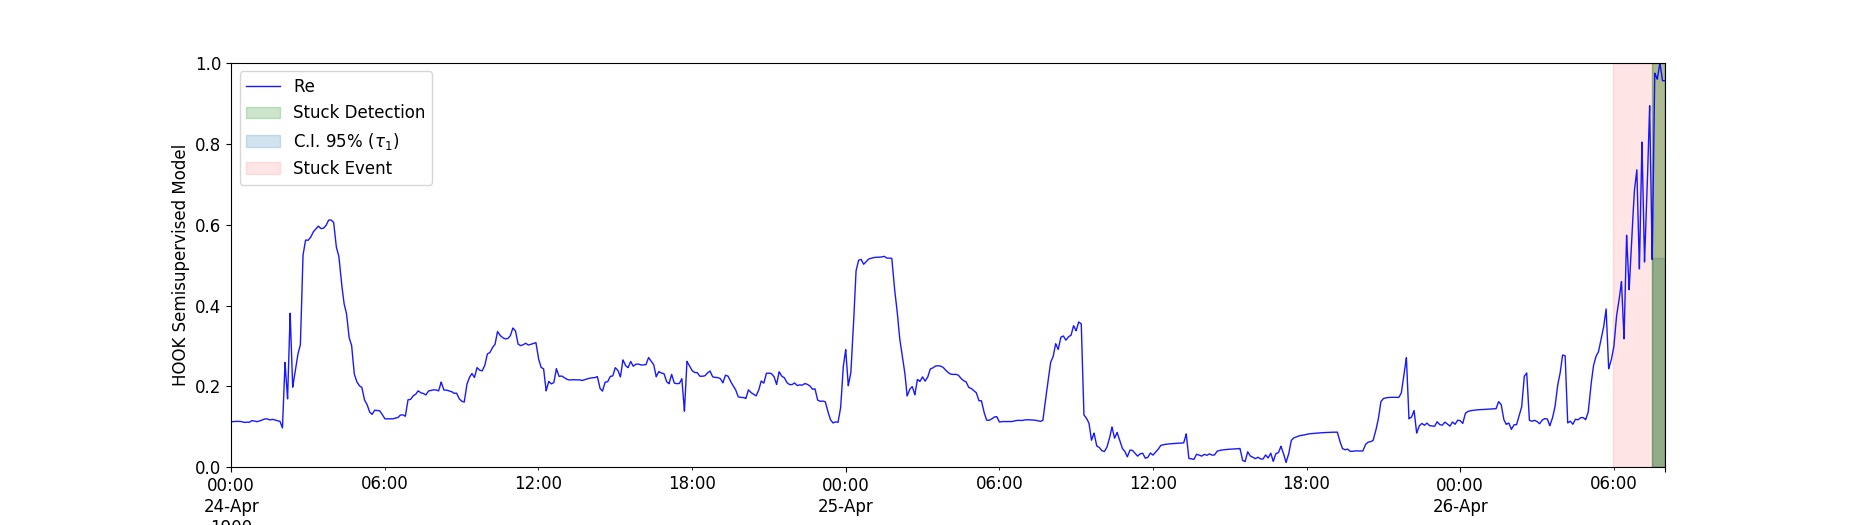 1.0
0.8
0.6
0.4
0.2
0.0
HOOK Semisupervised Model
Re
Stuck Detection
C.I. 95% (τ₁)
Stuck Event
00:00 06:00 12:00 18:00 00:00 06:00 12:00 18:00 00:00 06:00
24-Apr 25-Apr 26-Apr
1900